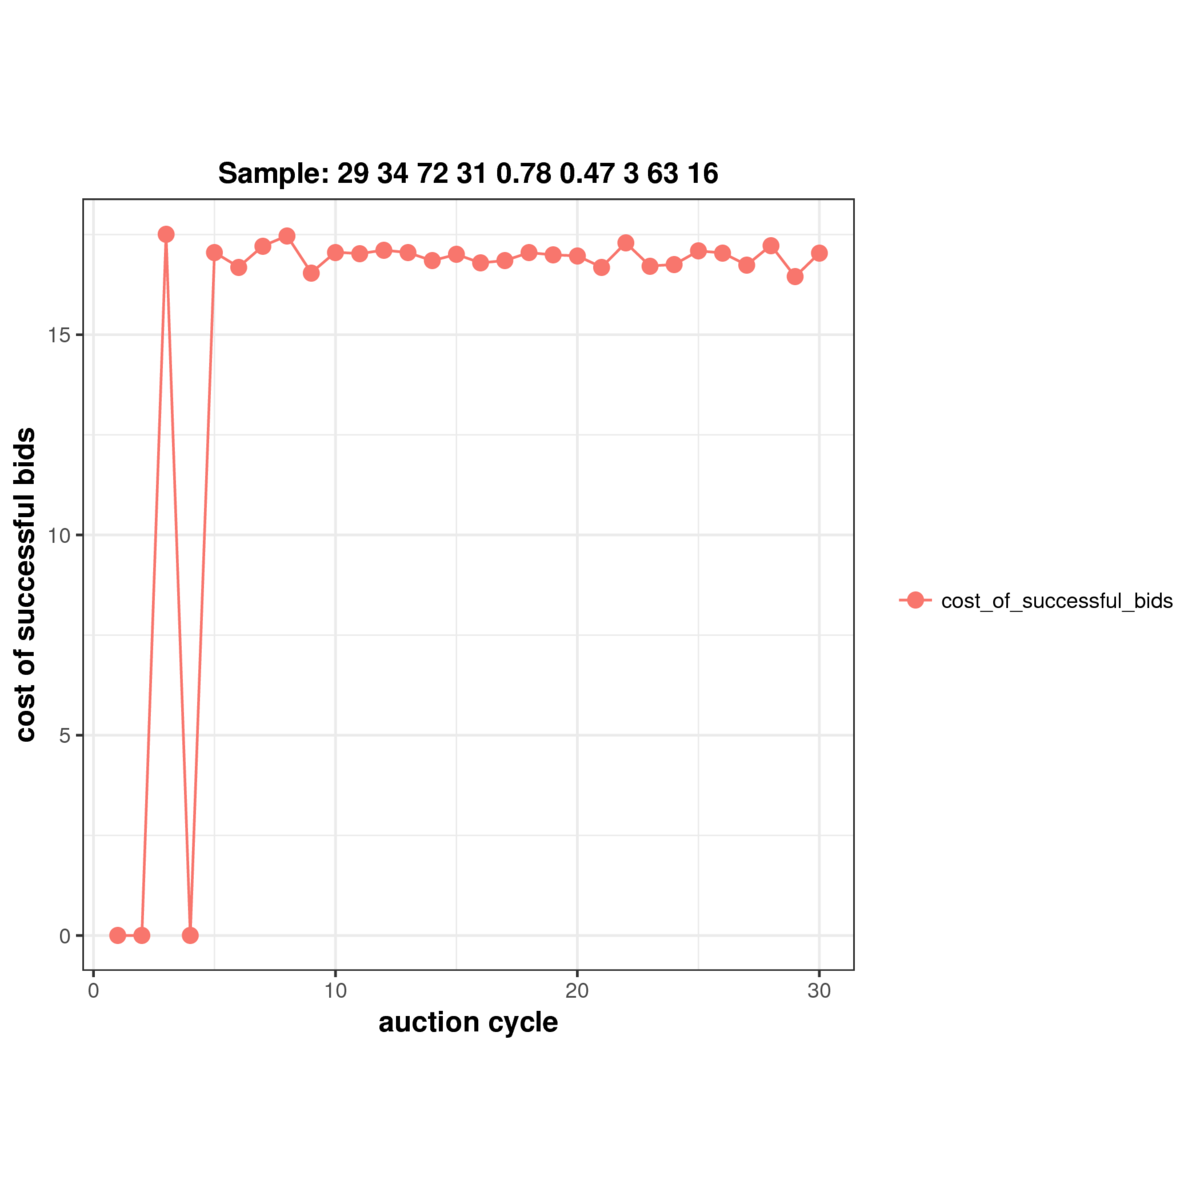 Sample: 29 34 72 31 0.78 0.47 3 63 16
cost of successful bids
15
10
5
0
0 10 20 30
auction cycle
cost_of_successful_bids